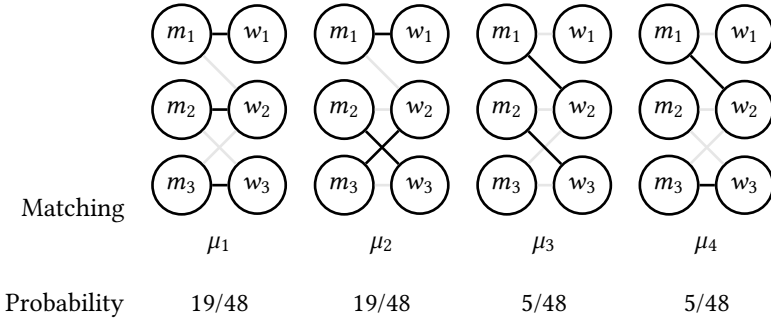 m₁ w₁ m₁ w₁ m₁ w₁ m₁ w₁
m₂ w₂ m₂ w₂ m₂ w₂ m₂ w₂
m₃ w₃ m₃ w₃ m₃ w₃ m₃ w₃
Matching
μ₁ μ₂ μ₃ μ₄
Probability 19/48 19/48 5/48 5/48